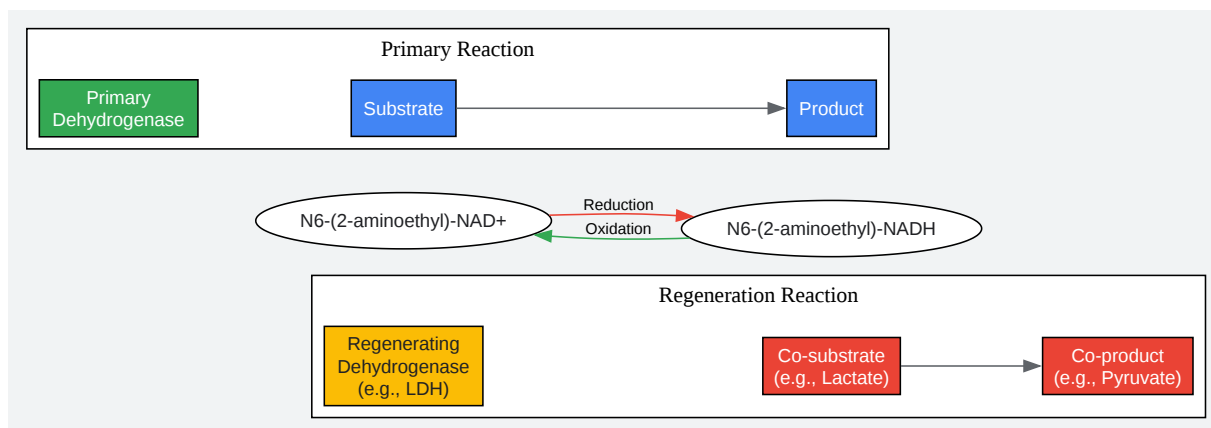 Primary Reaction
Primary
Dehydrogenase
Substrate
Product
N6-(2-aminoethyl)-NAD+
Reduction
Oxidation
N6-(2-aminoethyl)-NADH
Regeneration Reaction
Regenerating
Dehydrogenase
(e.g., LDH)
Co-substrate
(e.g., Lactate)
Co-product
(e.g., Pyruvate)